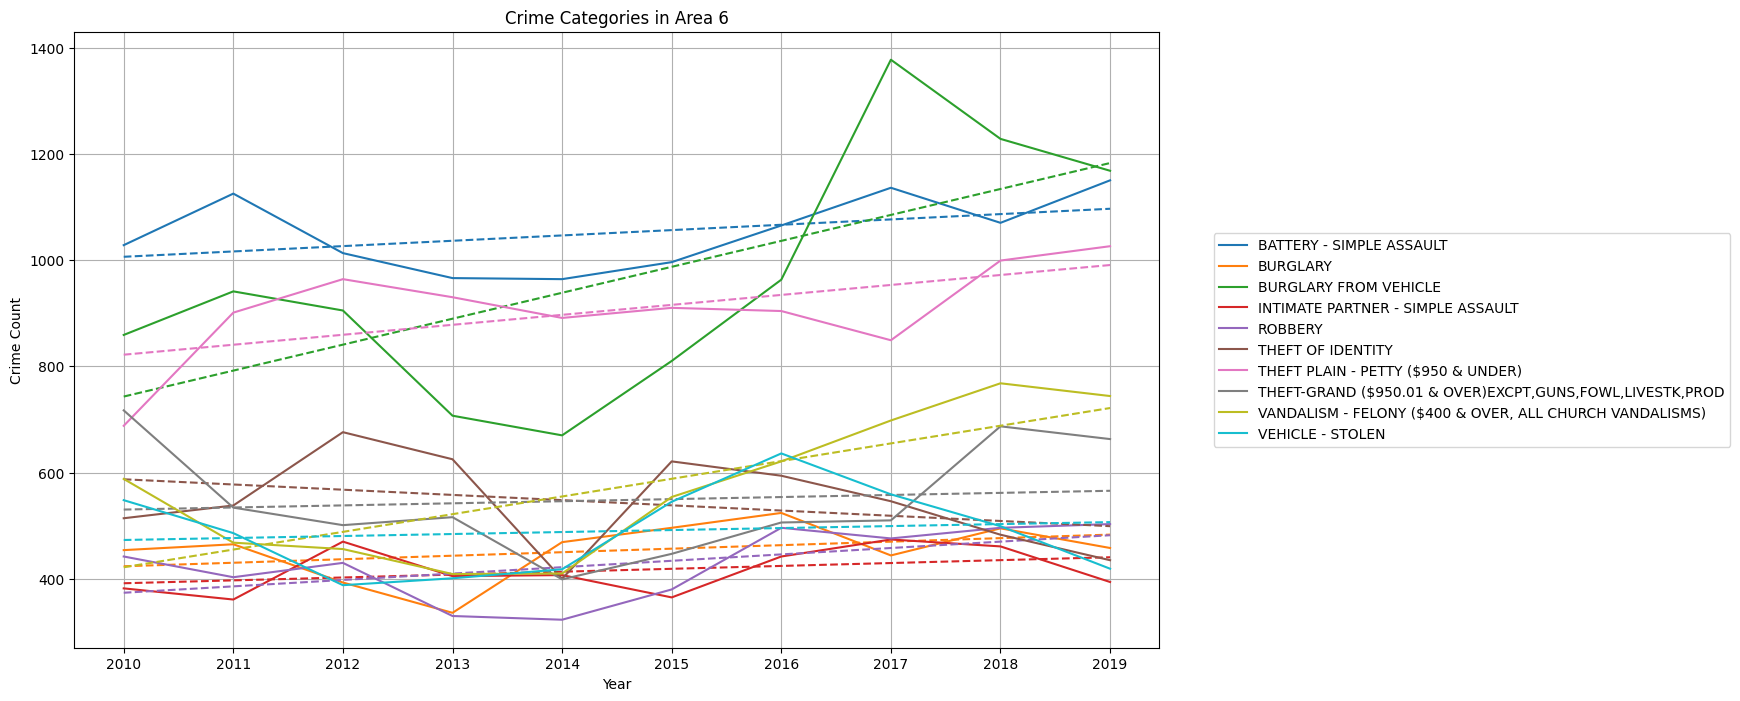 Crime Categories in Area 6
Crime Count
1400
1200
1000
800
600
400
2010 2011 2012 2013 2014 2015 2016 2017 2018 2019
Year
BATTERY - SIMPLE ASSAULT
BURGLARY
BURGLARY FROM VEHICLE
INTIMATE PARTNER - SIMPLE ASSAULT
ROBBERY
THEFT OF IDENTITY
THEFT PLAIN - PETTY ($950 & UNDER)
THEFT-GRAND ($950.01 & OVER)EXCPT,GUNS,FOWL,LIVESTK,PROD
VANDALISM - FELONY ($400 & OVER, ALL CHURCH VANDALISMS)
VEHICLE - STOLEN